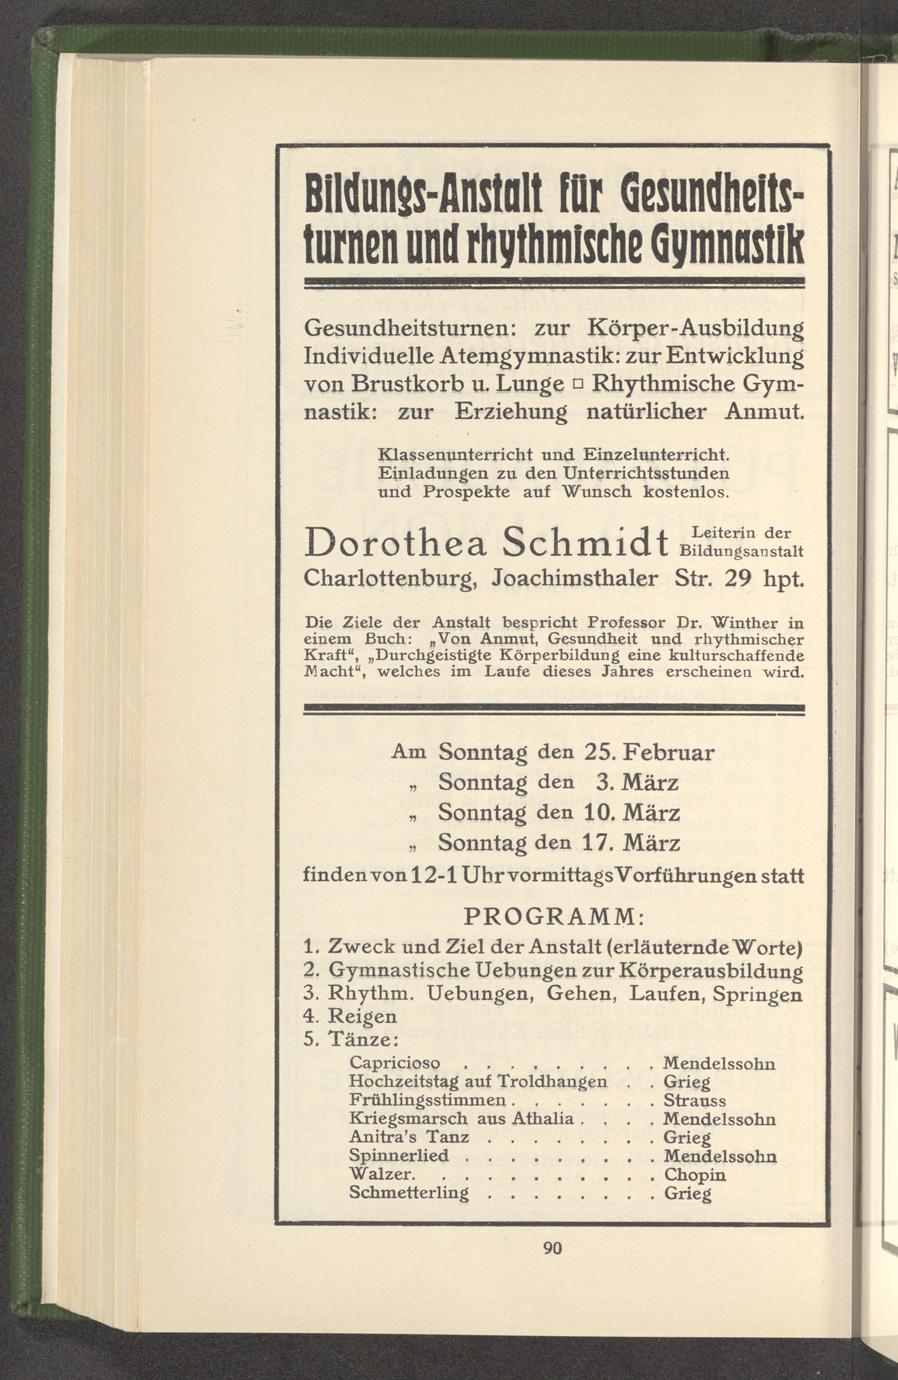 Bildungs-Anstalt für Gesundheits-
turnen und rhythmische Gymnastik
Gesundheitsturnen: zur Körper-Ausbildung
Individuelle Atemgymnastik: zur Entwicklung
von Brustkorb u. Lunge □ Rhythmische Gym-
nastik: zur Erziehung natürlicher Anmut.
Klassenunterricht und Einzelunterricht.
Einladungen zu den Unterrichtsstunden
und Prospekte auf Wunsch kostenlos.
Dorothea Schmidt Leiterin der
Bildungsanstalt
Charlottenburg, Joachimsthaler Str. 29 hpt.
Die Ziele der Anstalt bespricht Professor Dr. Winther in
einem Buch: „Von Anmut, Gesundheit und rhythmischer
Kraft“, „Durchgeistigte Körperbildung eine kulturschaffende
Macht“, welches im Laufe dieses Jahres erscheinen wird.
Am Sonntag den 25. Februar
„ Sonntag den 3. März
„ Sonntag den 10. März
„ Sonntag den 17. März
finden von 12-1 Uhr vormittags Vorführungen statt
PROGRAMM:
1. Zweck und Ziel der Anstalt (erläuternde Worte)
2. Gymnastische Uebungen zur Körperausbildung
3. Rhythm. Uebungen, Gehen, Laufen, Springen
4. Reigen
5. Tänze:
Capricioso . . . . . . . . . Mendelssohn
Hochzeitstag auf Troldhangen . . Grieg
Frühlingsstimmen . . . . . . . Strauss
Kriegsmarsch aus Athalia . . . . Mendelssohn
Anitra's Tanz . . . . . . . . Grieg
Spinnerlied . . . . . . . . . Mendelssohn
Walzer. . . . . . . . . . . Chopin
Schmetterling . . . . . . . . Grieg
90